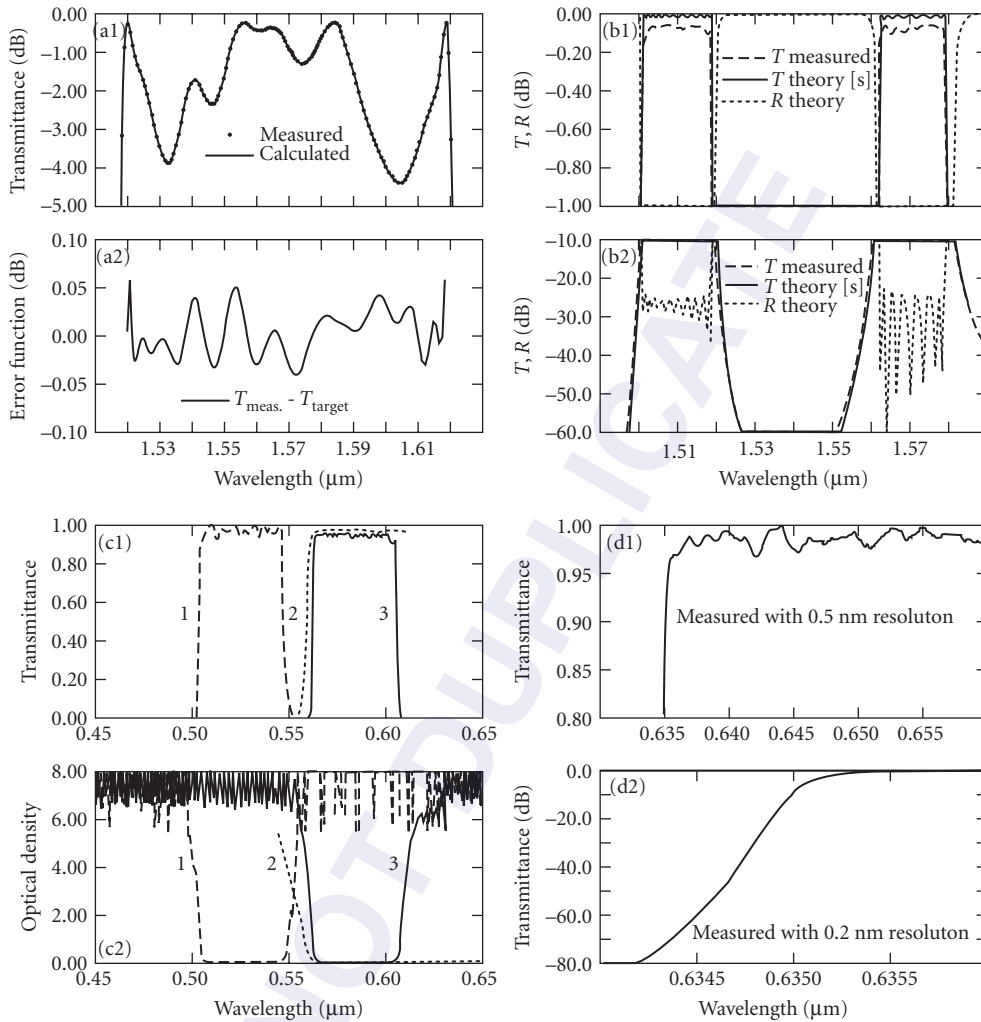 (a1)
0.00
−1.00
−2.00
−3.00
−4.00
−5.00
Transmittance (dB)
Measured
Calculated
(b1)
0.00
−0.20
−0.40
−0.60
−0.80
−1.00
T, R (dB)
T measured
T theory [s]
R theory
(a2)
0.10
0.05
0.00
−0.05
−0.10
Error function (dB)
T meas. - T target
1.53 1.55 1.57 1.59 1.61
Wavelength (µm)
(b2)
−10.0
−20.0
−30.0
−40.0
−50.0
−60.0
T, R (dB)
T measured
T theory [s]
R theory
1.51 1.53 1.55 1.57
Wavelength (µm)
(c1)
1.00
0.80
0.60
0.40
0.20
0.00
Transmittance
1 2 3
0.45 0.50 0.55 0.60 0.65
(d1)
1.00
0.95
0.90
0.85
0.80
Transmittance
Measured with 0.5 nm resoluton
0.635 0.640 0.645 0.650 0.655
(c2)
8.00
6.00
4.00
2.00
0.00
Optical density
1 2 3
0.45 0.50 0.55 0.60 0.65
Wavelength (µm)
(d2)
0.0
−20.0
−40.0
−60.0
−80.0
Transmittance (dB)
Measured with 0.2 nm resoluton
0.6345 0.635 0.6355
Wavelength (µm)
NOT DUPLICATE